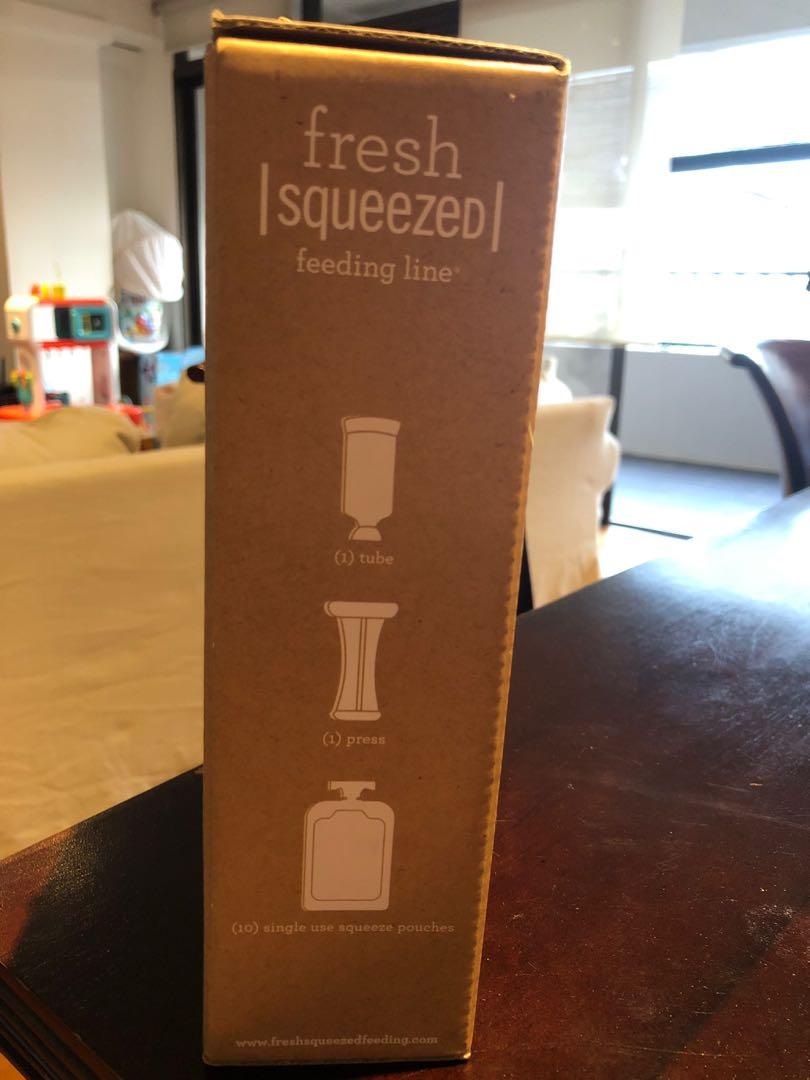 fresh
|squeezed|
feeding line®
(1) tube
(1) press
(10) single use squeeze pouches
www.freshsqueezedfeeding.com